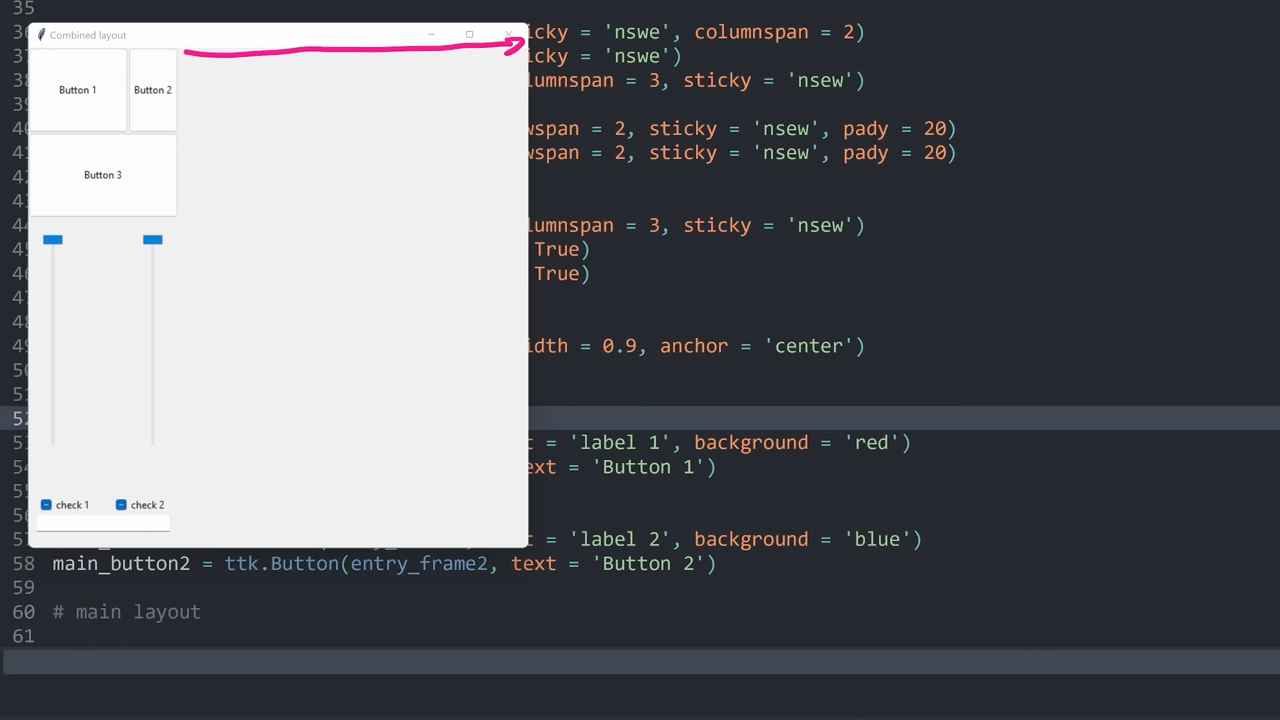 35
Combined layout
icky = 'nswe', columnspan = 2)
icky = 'nswe')
lumnspan = 3, sticky = 'nsew')
Button 1 Button 2
wspan = 2, sticky = 'nsew', pady = 20)
wspan = 2, sticky = 'nsew', pady = 20)
Button 3
lumnspan = 3, sticky = 'nsew')
True)
True)
idth = 0.9, anchor = 'center')
= 'label 1', background = 'red')
ext = 'Button 1')
check 1 check 2
= 'label 2', background = 'blue')
58 main_button2 = ttk.Button(entry_frame2, text = 'Button 2')
59
60 # main layout
61